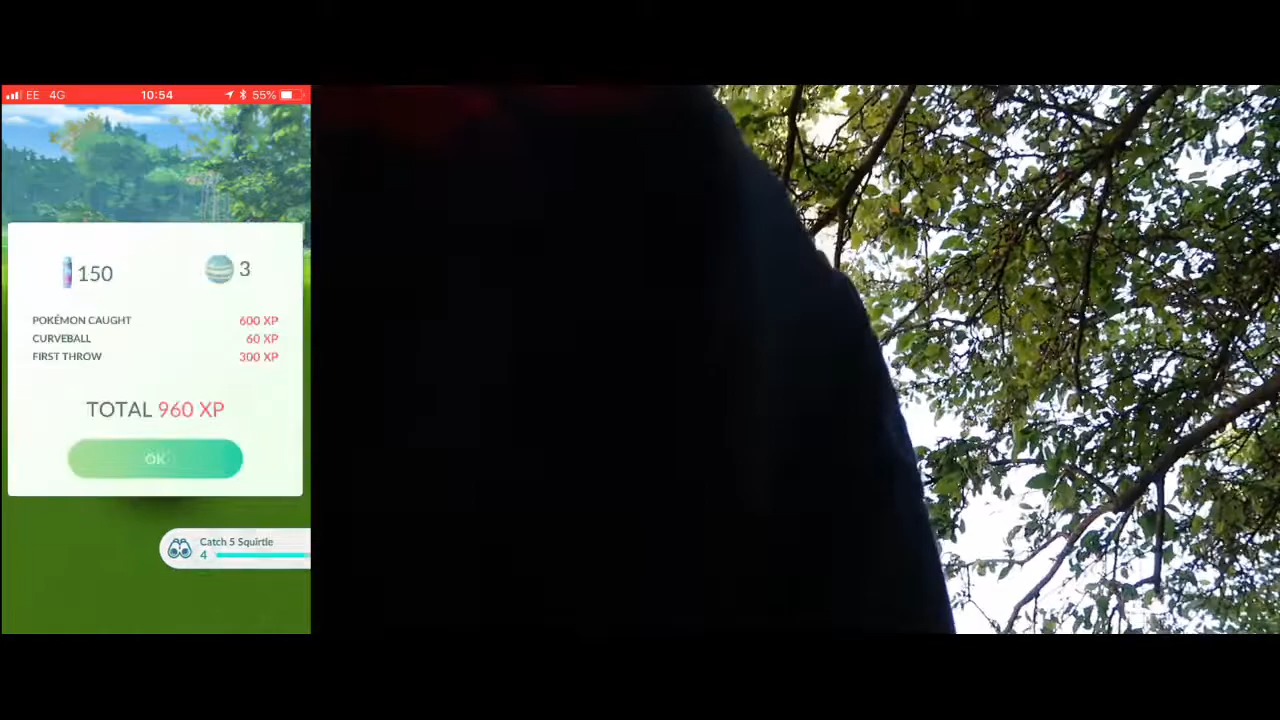 EE 4G 10:54 55%
150 3
POKÉMON CAUGHT 600 XP
CURVEBALL 60 XP
FIRST THROW 300 XP
TOTAL 960 XP
OK
Catch 5 Squirtle
4